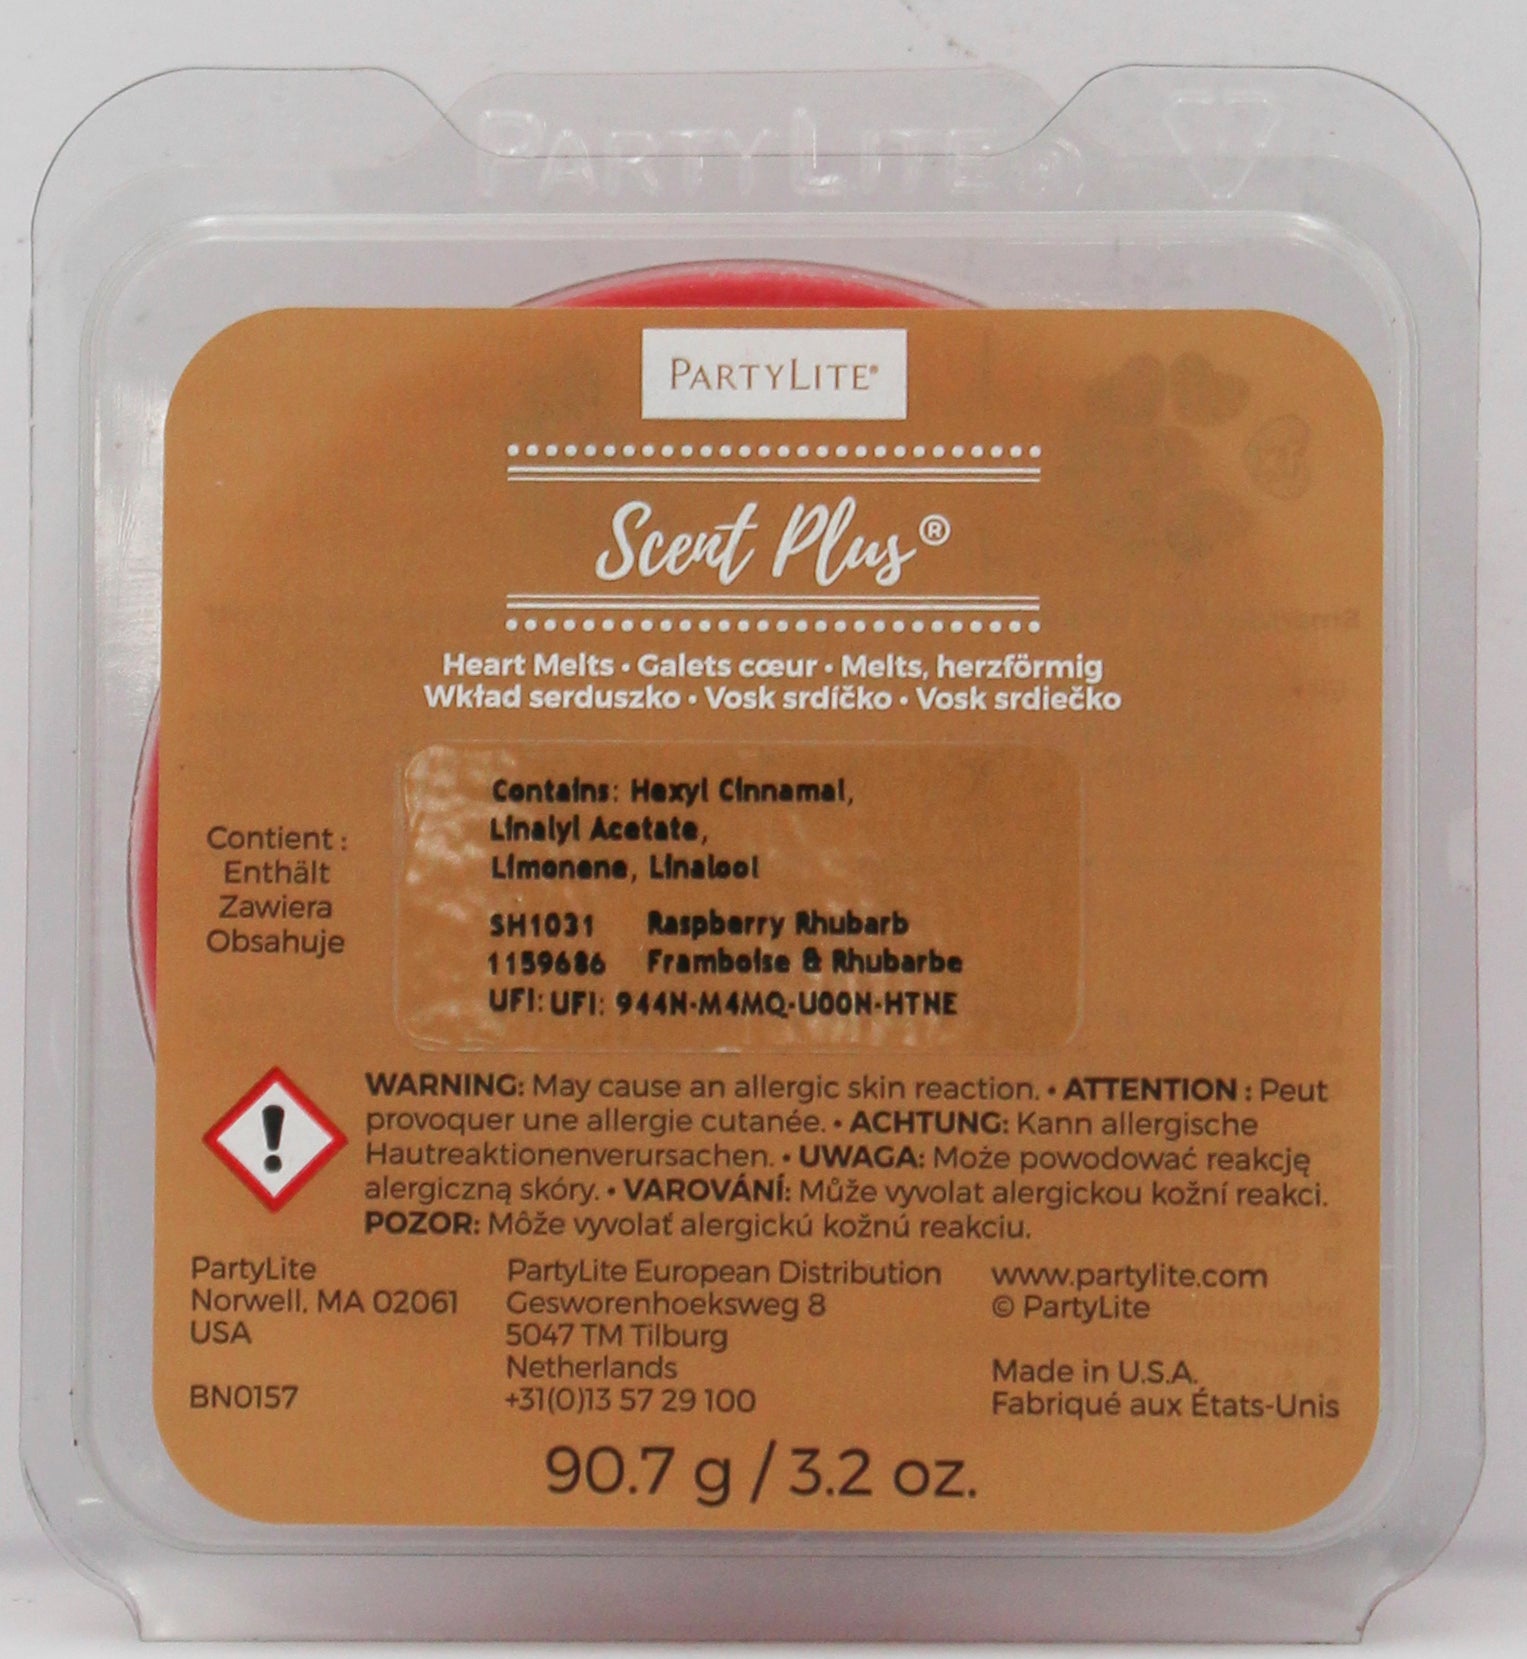 PARTYLITE®
PARTYLITE®
Scent Plus®
Heart Melts • Galets cœur • Melts, herzförmig
Wkład serduszko • Vosk srdíčko • Vosk srdiečko
Contient :
Enthält
Zawiera
Obsahuje
Contains: Hexyl Cinnamal,
Linalyl Acetate,
Limonene, Linalool
SH1031 Raspberry Rhubarb
1159686 Framboise & Rhubarbe
UFI: UFI: 944N-M4MQ-U00N-HTNE
WARNING: May cause an allergic skin reaction. • ATTENTION : Peut
provoquer une allergie cutanée. • ACHTUNG: Kann allergische
Hautreaktionenverursachen. • UWAGA: Może powodować reakcję
alergiczną skóry. • VAROVÁNÍ: Může vyvolat alergickou kožní reakci.
POZOR: Môže vyvolať alergickú kožnú reakciu.
PartyLite
Norwell, MA 02061
USA
BN0157
PartyLite European Distribution
Gesworenhoeksweg 8
5047 TM Tilburg
Netherlands
+31(0)13 57 29 100
www.partylite.com
© PartyLite
Made in U.S.A.
Fabriqué aux États-Unis
90.7 g / 3.2 oz.